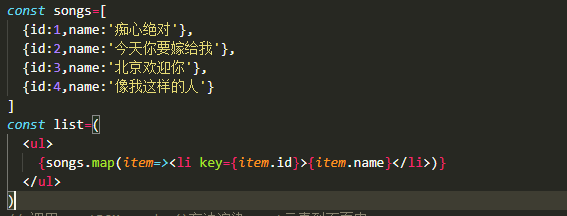 const songs=[
  {id:1,name:'痴心绝对'},
  {id:2,name:'今天你要嫁给我'},
  {id:3,name:'北京欢迎你'},
  {id:4,name:'像我这样的人'}
]
const list=(
  <ul>
    {songs.map(item=><li key={item.id}>{item.name}</li>)}
  </ul>
)